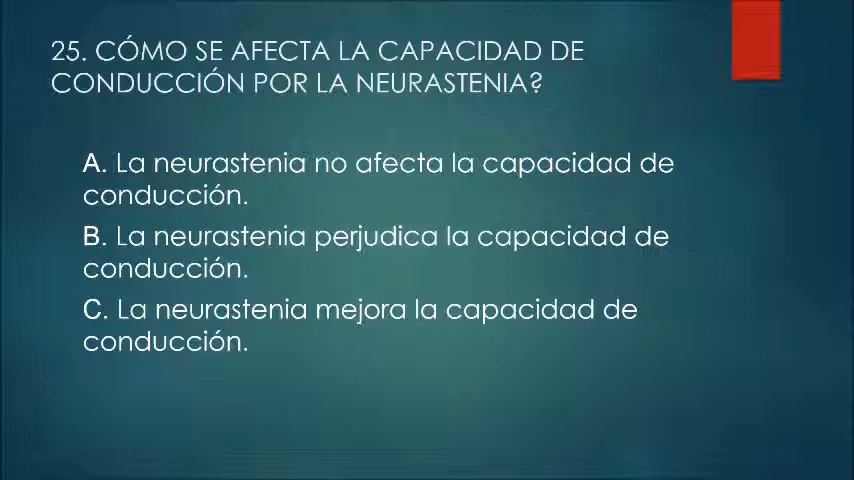 25. CÓMO SE AFECTA LA CAPACIDAD DE
CONDUCCIÓN POR LA NEURASTENIA?
A. La neurastenia no afecta la capacidad de
conducción.
B. La neurastenia perjudica la capacidad de
conducción.
C. La neurastenia mejora la capacidad de
conducción.